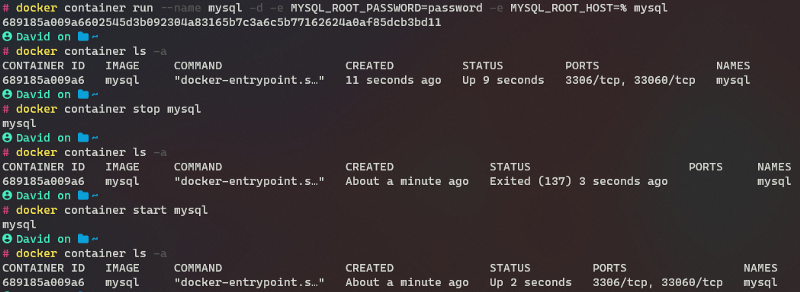 # docker container run --name mysql -d -e MYSQL_ROOT_PASSWORD=password -e MYSQL_ROOT_HOST=% mysql
689185a009a6602545d3b092304a83165b7c3a6c5b77162624a0af85dcb3bd11
David on
# docker container ls -a
CONTAINER ID IMAGE COMMAND CREATED STATUS PORTS NAMES
689185a009a6 mysql "docker-entrypoint.s…" 11 seconds ago Up 9 seconds 3306/tcp, 33060/tcp mysql
David on
# docker container stop mysql
mysql
David on
# docker container ls -a
CONTAINER ID IMAGE COMMAND CREATED STATUS PORTS NAMES
689185a009a6 mysql "docker-entrypoint.s…" About a minute ago Exited (137) 3 seconds ago mysql
David on
# docker container start mysql
mysql
David on
# docker container ls -a
CONTAINER ID IMAGE COMMAND CREATED STATUS PORTS NAMES
689185a009a6 mysql "docker-entrypoint.s…" About a minute ago Up 2 seconds 3306/tcp, 33060/tcp mysql